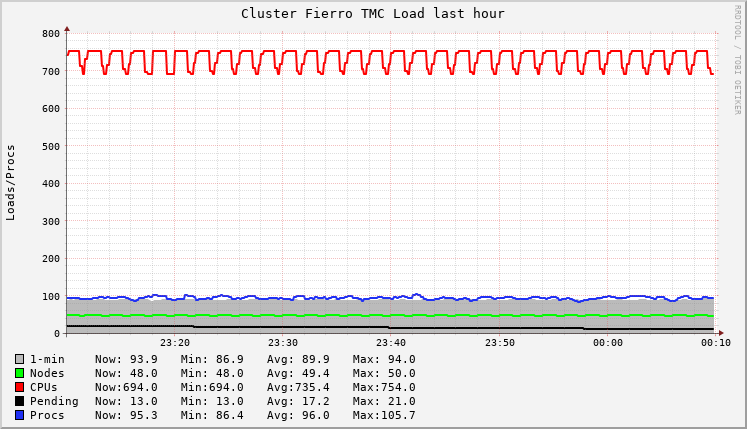 Cluster Fierro TMC Load last hour
RRDTOOL / TOBI OETIKER
Loads/Procs
800
700
600
500
400
300
200
100
0
23:20 23:30 23:40 23:50 00:00 00:10
1-min Now: 93.9 Min: 86.9 Avg: 89.9 Max: 94.0
Nodes Now: 48.0 Min: 48.0 Avg: 49.4 Max: 50.0
CPUs Now:694.0 Min:694.0 Avg:735.4 Max:754.0
Pending Now: 13.0 Min: 13.0 Avg: 17.2 Max: 21.0
Procs Now: 95.3 Min: 86.4 Avg: 96.0 Max:105.7